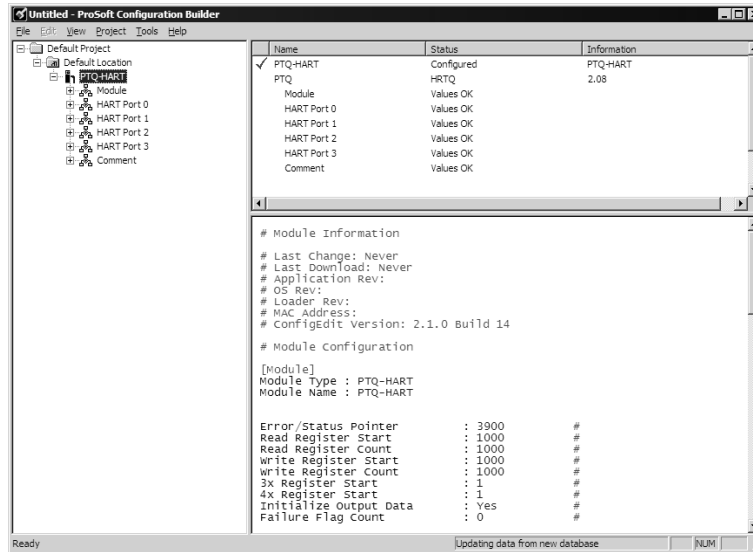 Untitled - ProSoft Configuration Builder
File Edit View Project Tools Help
Default Project
Default Location
PTQ-HART
Module
HART Port 0
HART Port 1
HART Port 2
HART Port 3
Comment
Name Status Information
PTQ-HART Configured PTQ-HART
PTQ HRTQ 2.08
Module Values OK
HART Port 0 Values OK
HART Port 1 Values OK
HART Port 2 Values OK
HART Port 3 Values OK
Comment Values OK
# Module Information
# Last Change: Never
# Last Download: Never
# Application Rev:
# OS Rev:
# Loader Rev:
# MAC Address:
# ConfigEdit Version: 2.1.0 Build 14
# Module Configuration
[Module]
Module Type : PTQ-HART
Module Name : PTQ-HART
Error/Status Pointer : 3900 #
Read Register Start : 1000 #
Read Register Count : 1000 #
Write Register Start : 1000 #
Write Register Count : 1000 #
3x Register Start : 1 #
4x Register Start : 1 #
Initialize Output Data : Yes #
Failure Flag Count : 0 #
Ready Updating data from new database NUM